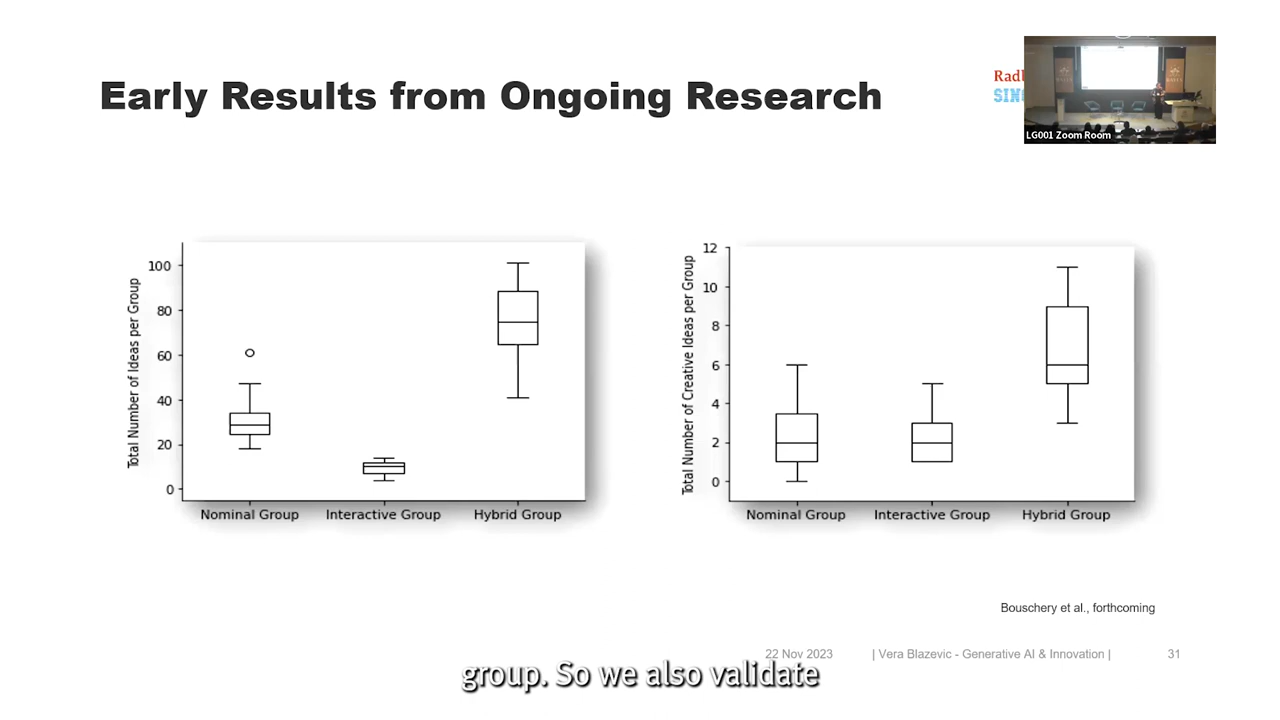 Early Results from Ongoing Research
LG001 Zoom Room
Total Number of Ideas per Group
100
80
60
40
20
0
Nominal Group Interactive Group Hybrid Group
Total Number of Creative Ideas per Group
12
10
8
6
4
2
0
Nominal Group Interactive Group Hybrid Group
Bouschery et al., forthcoming
22 Nov 2023 | Vera Blazevic - Generative AI & Innovation | 31
group. So we also validate